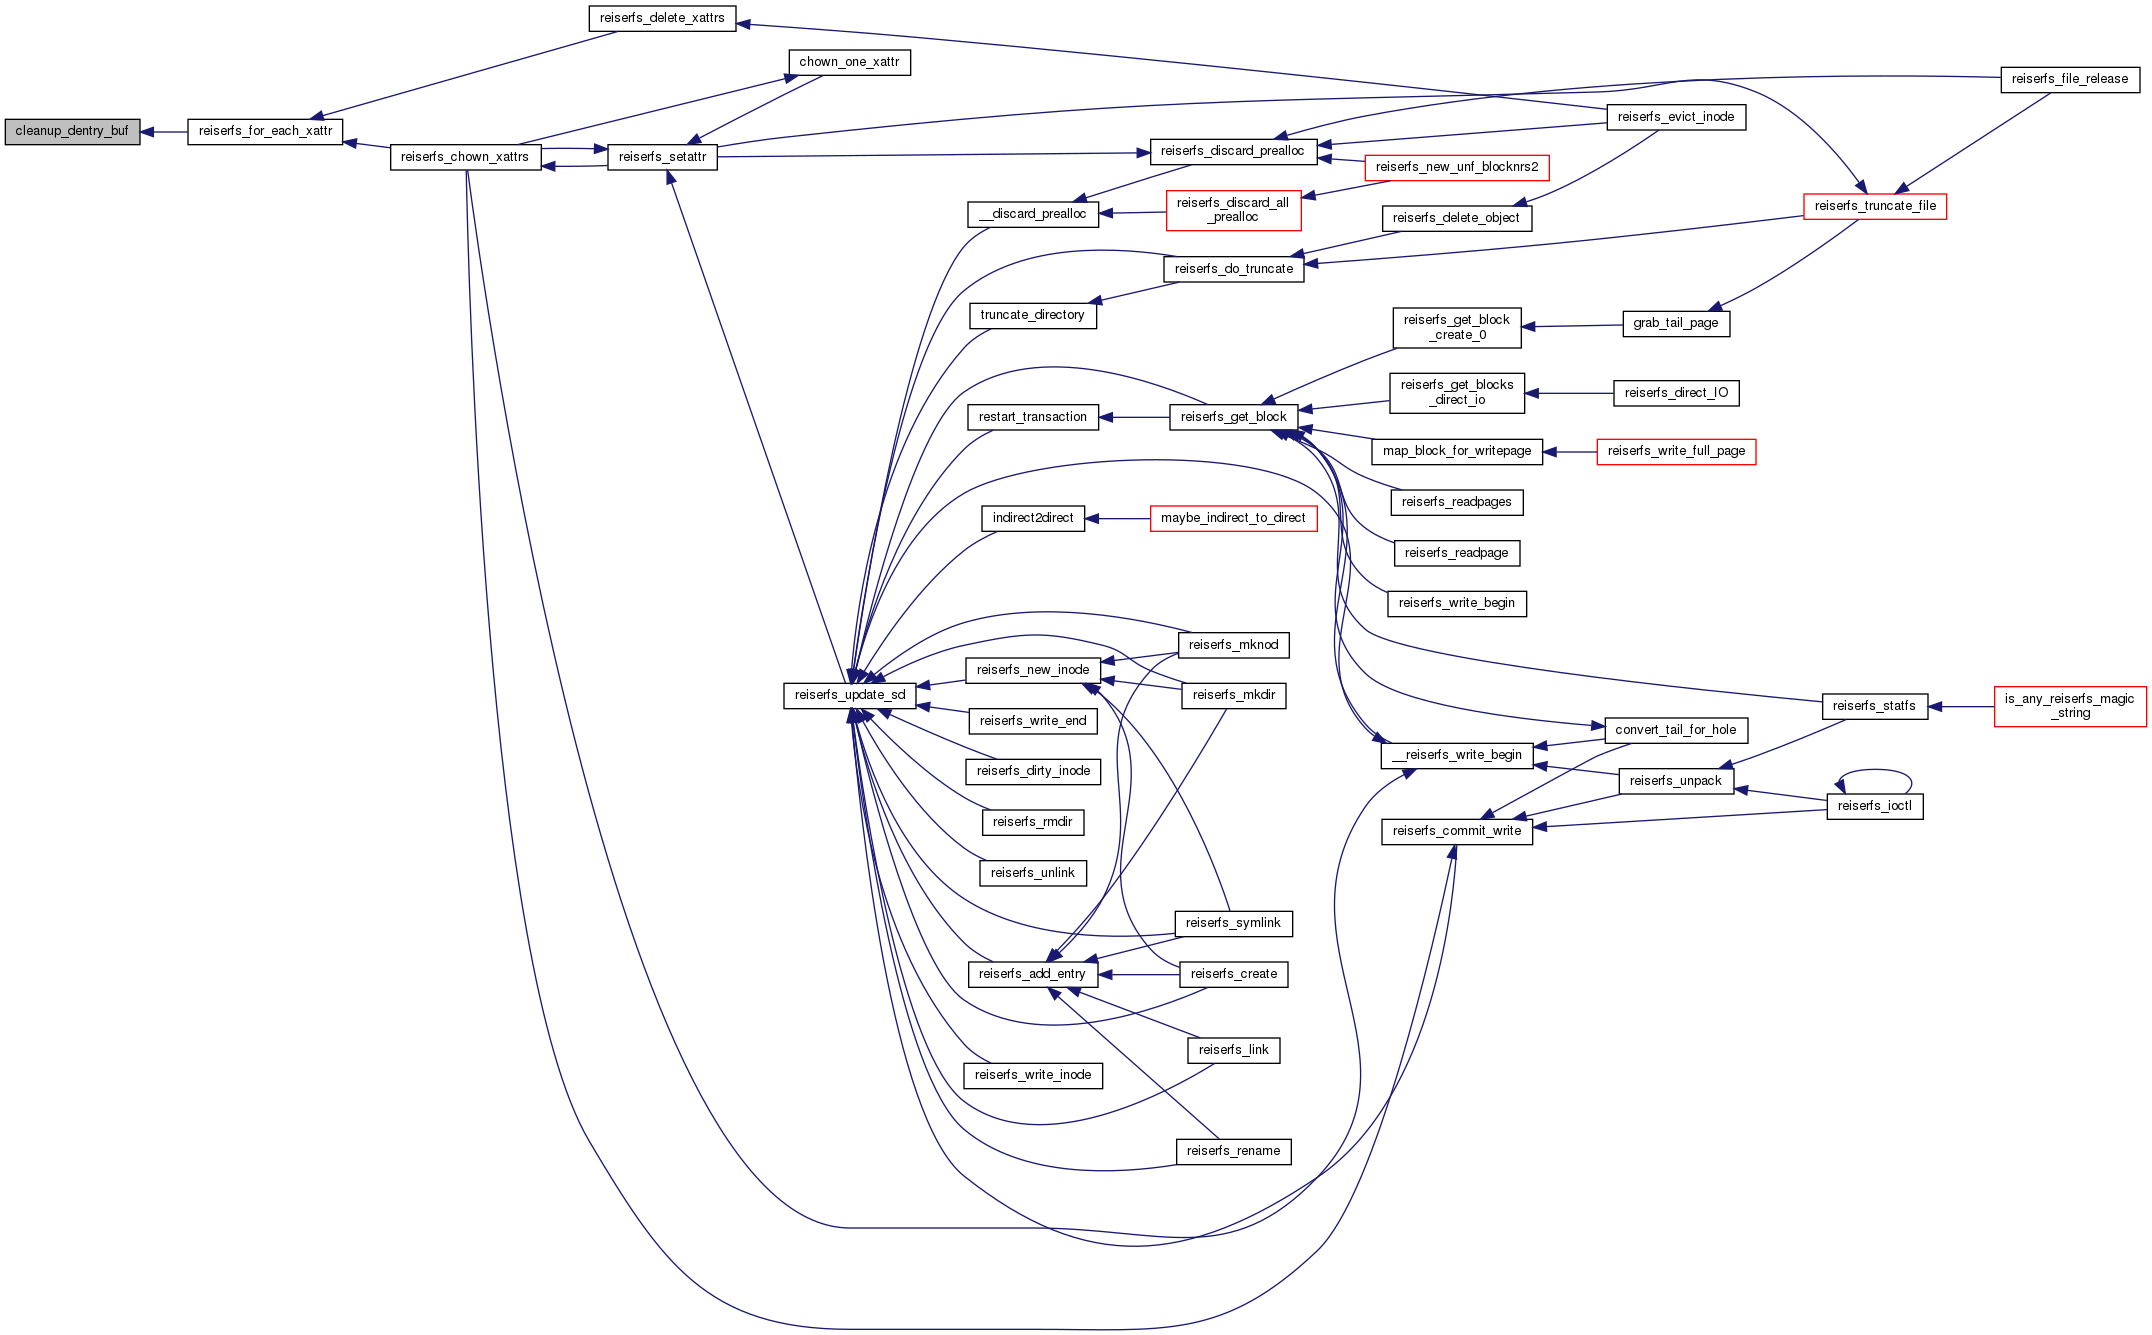 reiserfs_delete_xattrs
chown_one_xattr
reiserfs_file_release
cleanup_dentry_buf
reiserfs_for_each_xattr
reiserfs_evict_inode
reiserfs_chown_xattrs
reiserfs_setattr
reiserfs_discard_prealloc
reiserfs_new_unf_blocknrs2
__discard_prealloc
reiserfs_discard_all
_prealloc
reiserfs_delete_object
reiserfs_truncate_file
reiserfs_do_truncate
truncate_directory
reiserfs_get_block
_create_0
grab_tail_page
reiserfs_get_blocks
_direct_io
reiserfs_direct_IO
restart_transaction
reiserfs_get_block
map_block_for_writepage
reiserfs_write_full_page
reiserfs_readpages
indirect2direct
maybe_indirect_to_direct
reiserfs_readpage
reiserfs_write_begin
reiserfs_mknod
reiserfs_new_inode
reiserfs_update_sd
reiserfs_mkdir
reiserfs_statfs
is_any_reiserfs_magic
_string
reiserfs_write_end
convert_tail_for_hole
__reiserfs_write_begin
reiserfs_dirty_inode
reiserfs_unpack
reiserfs_ioctl
reiserfs_rmdir
reiserfs_commit_write
reiserfs_unlink
reiserfs_symlink
reiserfs_add_entry
reiserfs_create
reiserfs_link
reiserfs_write_inode
reiserfs_rename